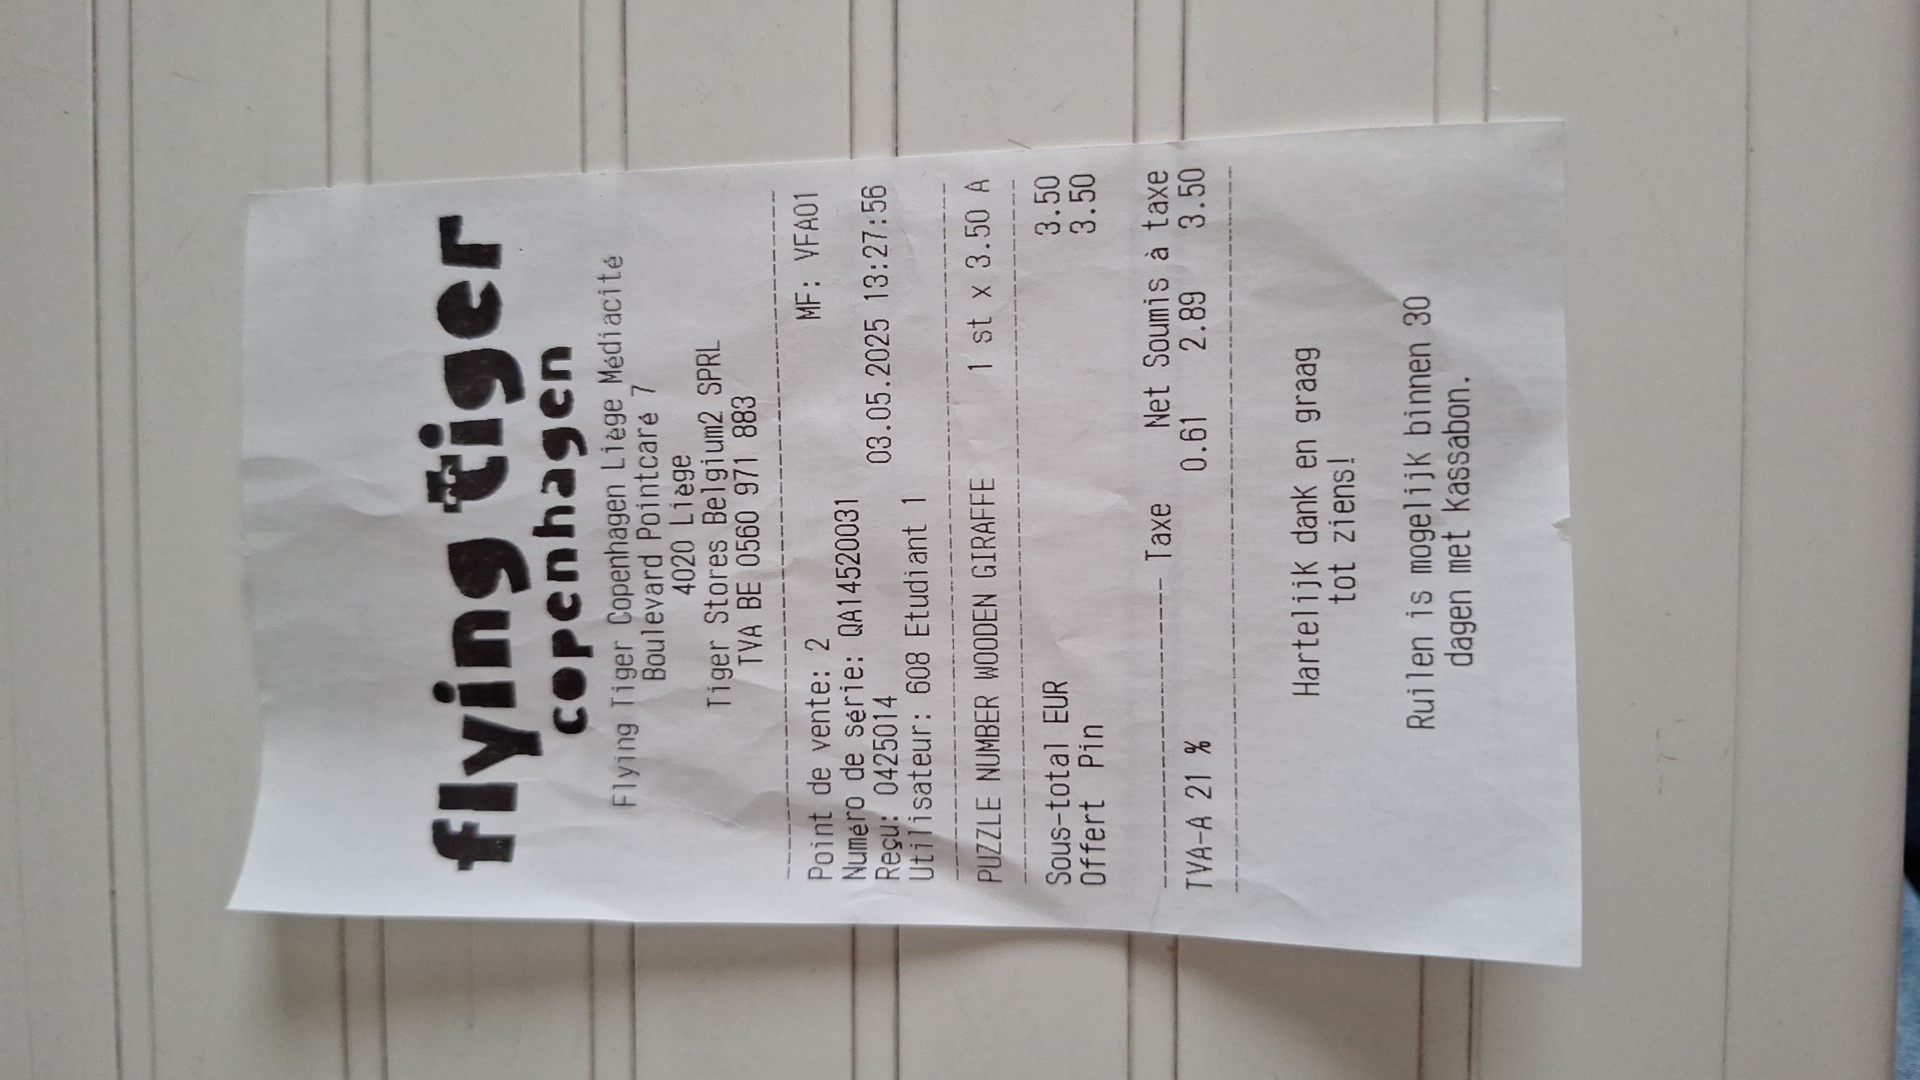 flying tiger
copenhagen
Flying Tiger Copenhagen Liège Médiacité
Boulevard Pointcaré 7
4020 Liège
Tiger Stores Belgium2 SPRL
TVA BE 0560 971 883
Point de vente: 2 MF: VFA01
Numéro de série: QA14520031
Reçu: 0425014 03.05.2025 13:27:56
Utilisateur: 608 Etudiant 1
PUZZLE NUMBER WOODEN GIRAFFE 1 st x 3.50 A
Sous-total EUR 3.50
Offert Pin 3.50
Taxe Net Soumis à taxe
TVA-A 21 % 0.61 2.89 3.50
Hartelijk dank en graag
tot ziens!
Ruilen is mogelijk binnen 30
dagen met kassabon.